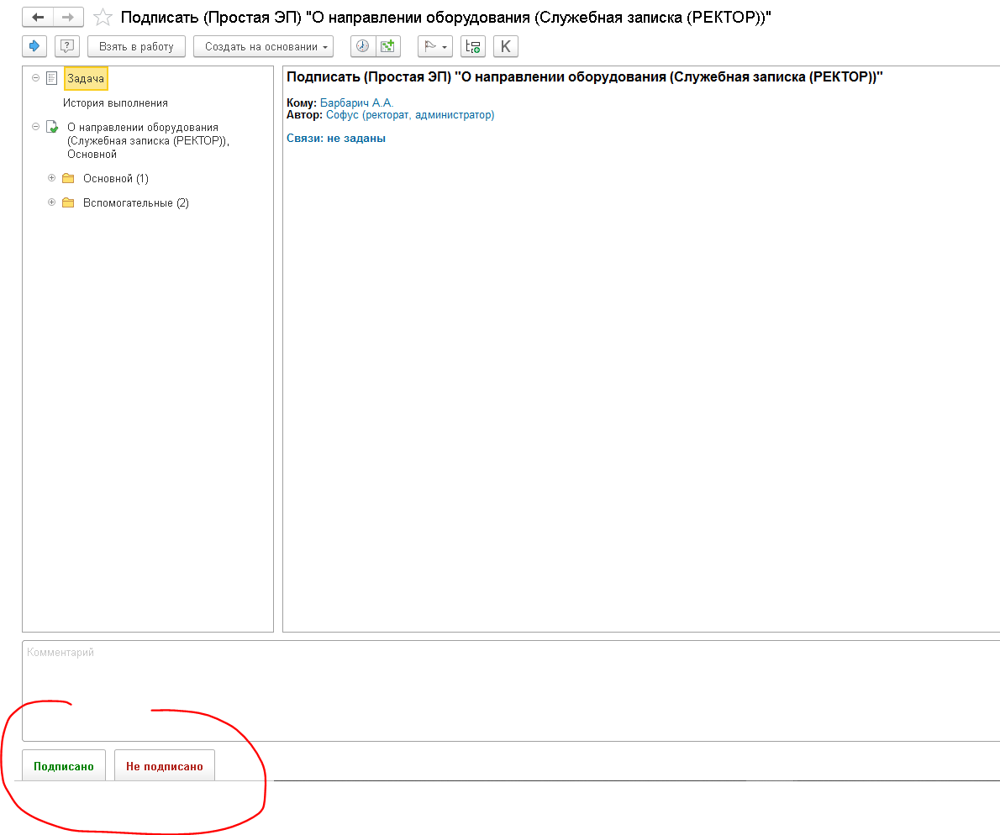 Подписать (Простая ЭП) "О направлении оборудования (Служебная записка (РЕКТОР))"
? Взять в работу Создать на основании К
Задача
История выполнения
О направлении оборудования
(Служебная записка (РЕКТОР)),
Основной
Основной (1)
Вспомогательные (2)
Подписать (Простая ЭП) "О направлении оборудования (Служебная записка (РЕКТОР))"
Кому: Барбарич А.А.
Автор: Софус (ректорат, администратор)
Связи: не заданы
Комментарий
Подписано Не подписано